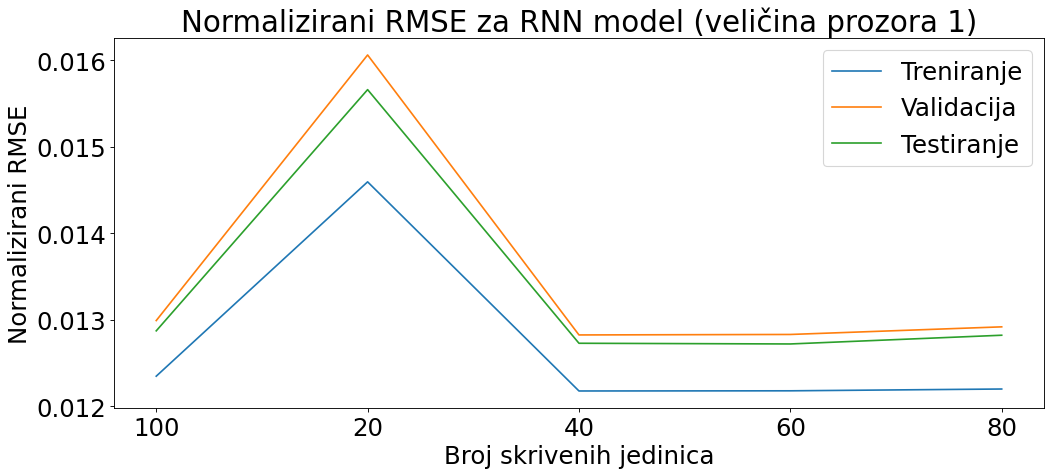 Normalizirani RMSE za RNN model (veličina prozora 1)
Treniranje
Validacija
Testiranje
Normalizirani RMSE
0.016
0.015
0.014
0.013
0.012
100 20 40 60 80
Broj skrivenih jedinica